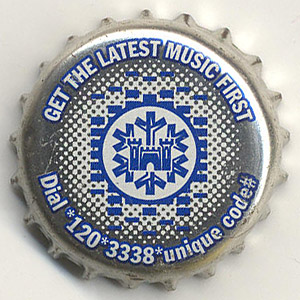 GET THE LATEST MUSIC FIRST
Dial *120*3338*unique code#